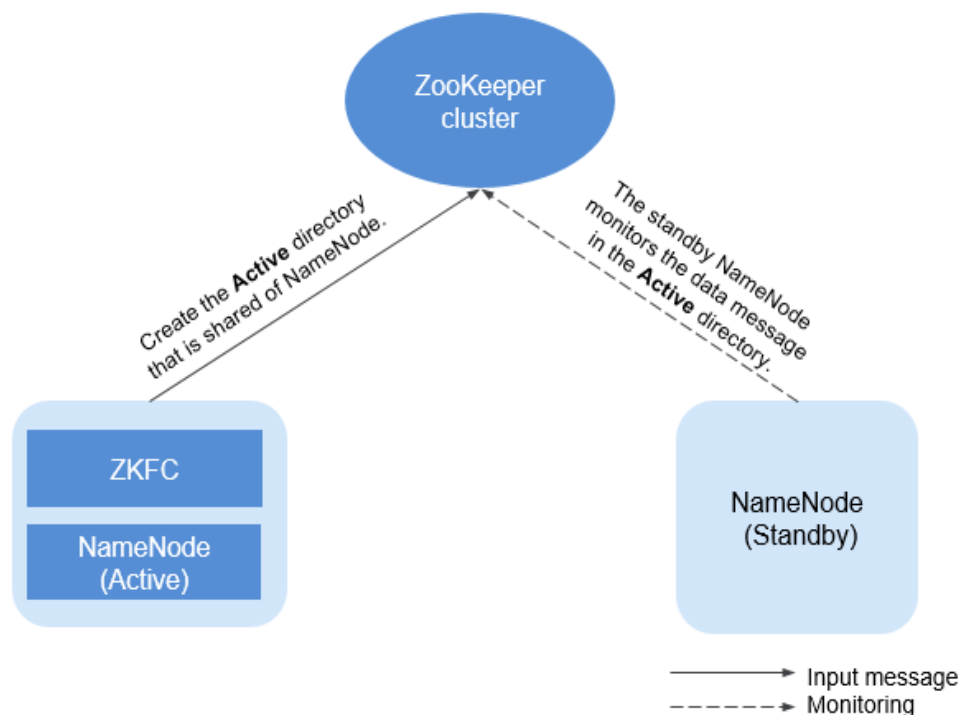 ZooKeeper
cluster
Create the Active directory
that is shared of NameNode.
The standby NameNode
monitors the data message
in the Active directory.
ZKFC
NameNode
(Active)
NameNode
(Standby)
Input message
Monitoring